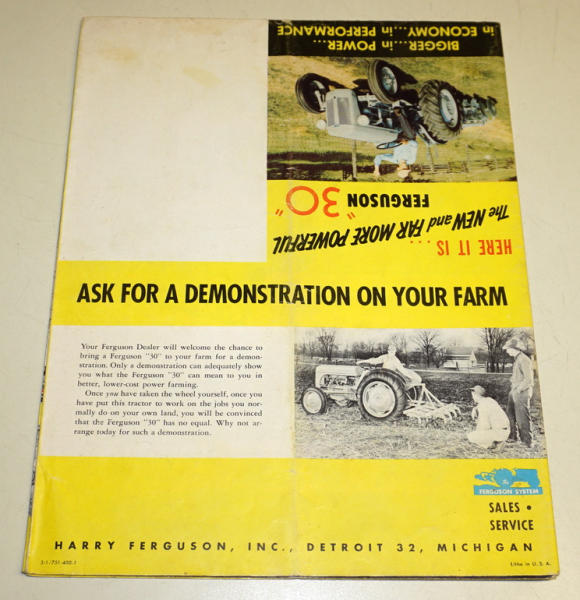 HERE IT IS ...
The NEW and FAR MORE POWERFUL
FERGUSON "30"
BIGGER...in POWER...
in ECONOMY...in PERFORMANCE
ASK FOR A DEMONSTRATION ON YOUR FARM
Your Ferguson Dealer will welcome the chance to
bring a Ferguson "30" to your farm for a demon-
stration. Only a demonstration can adequately show
you what the Ferguson "30" can mean to you in
better, lower-cost power farming.
Once you have taken the wheel yourself, once you
have put this tractor to work on the jobs you nor-
mally do on your own land, you will be convinced
that the Ferguson "30" has no equal. Why not ar-
range today for such a demonstration.
FERGUSON SYSTEM
SALES •
SERVICE
HARRY FERGUSON, INC., DETROIT 32, MICHIGAN
Litho in U. S. A.